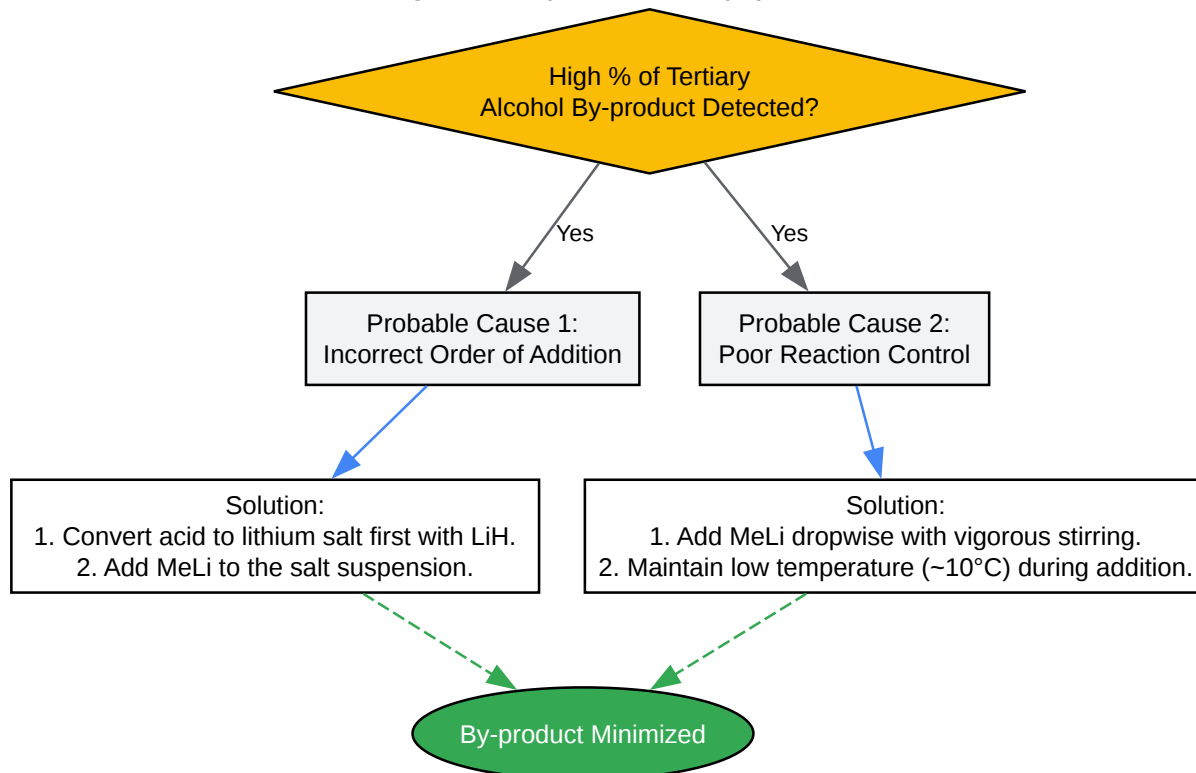 High % of Tertiary
Alcohol By-product Detected?
Yes
Yes
Probable Cause 1:
Incorrect Order of Addition
Probable Cause 2:
Poor Reaction Control
Solution:
1. Convert acid to lithium salt first with LiH.
2. Add MeLi to the salt suspension.
Solution:
1. Add MeLi dropwise with vigorous stirring.
2. Maintain low temperature (~10°C) during addition.
By-product Minimized